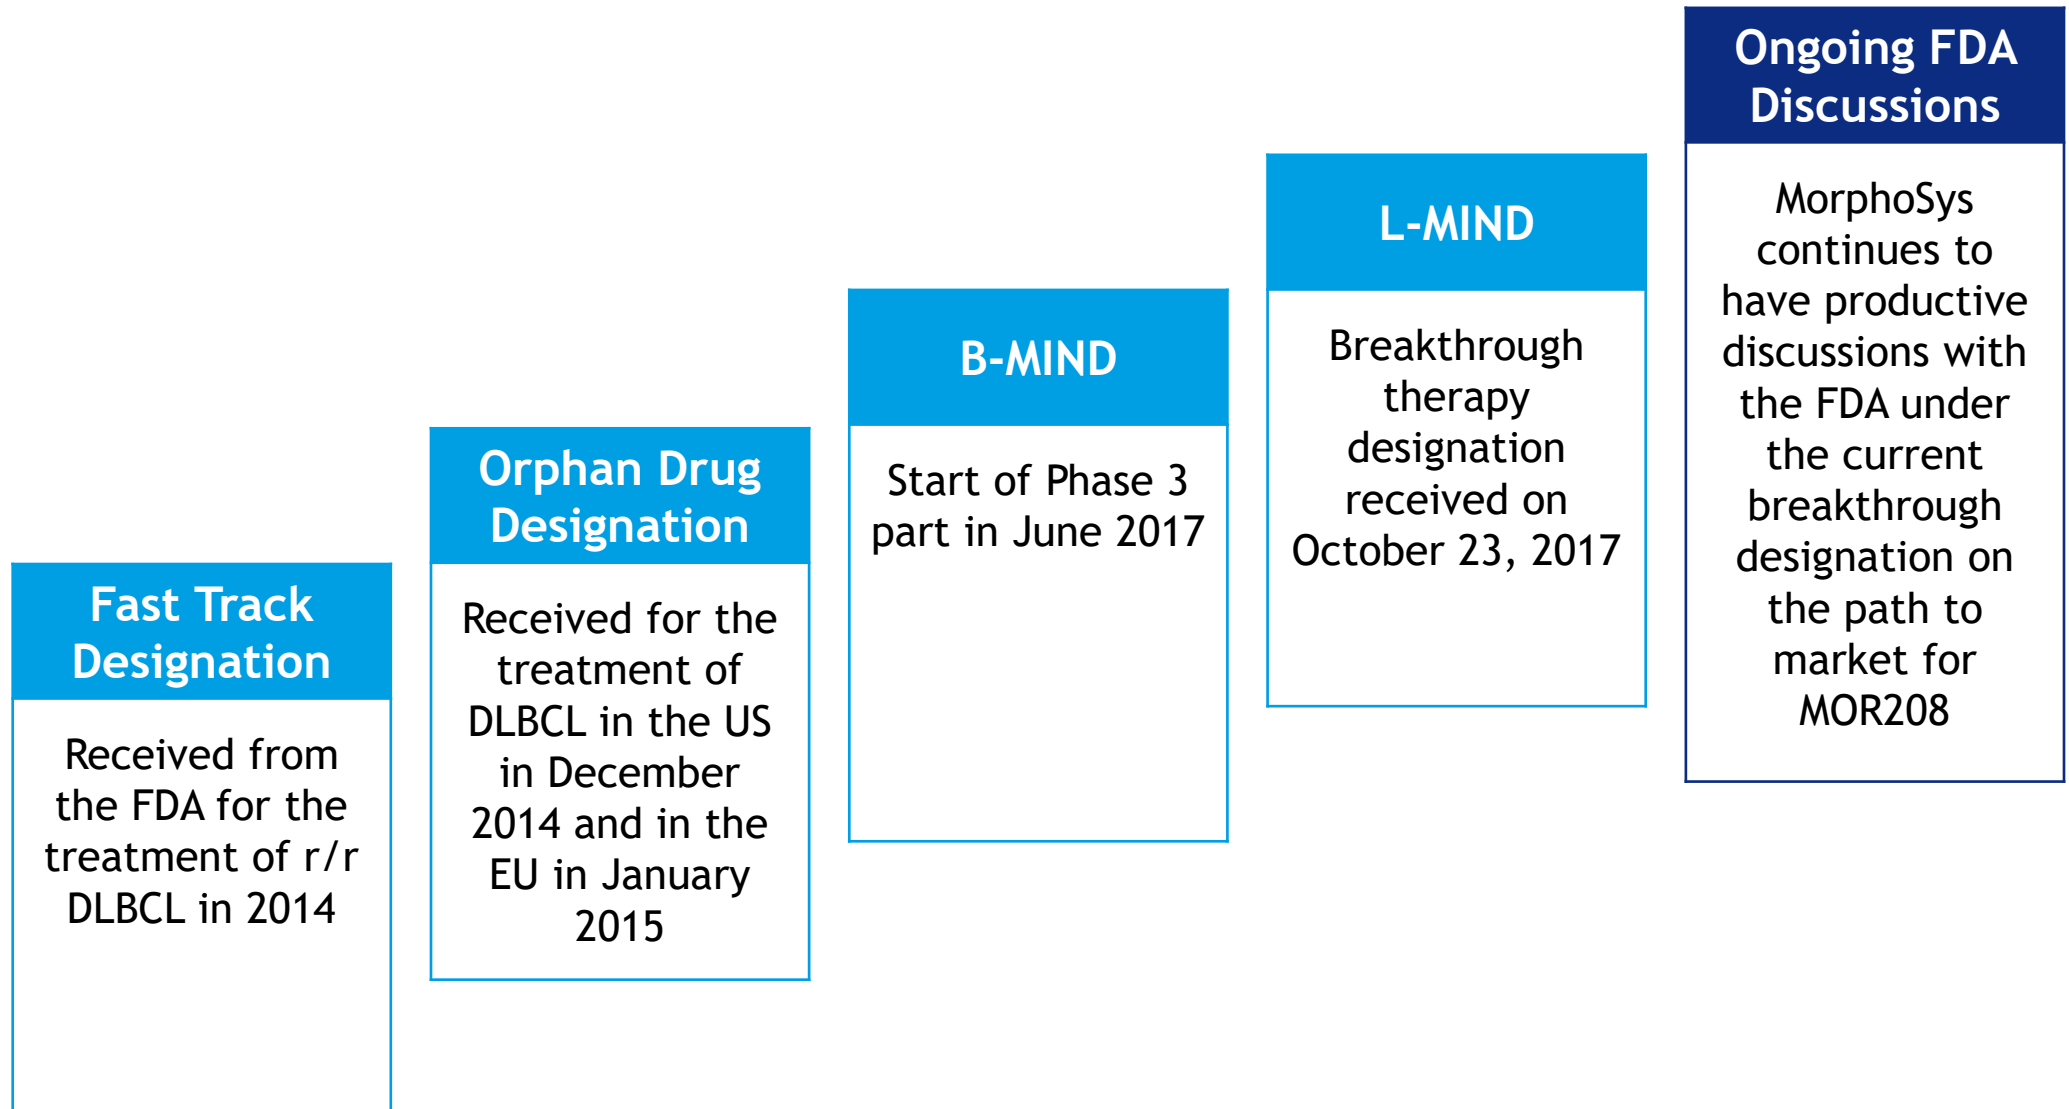 Fast Track
Designation
Received from
the FDA for the
treatment of r/r
DLBCL in 2014
Orphan Drug
Designation
Received for the
treatment of
DLBCL in the US
in December
2014 and in the
EU in January
2015
B-MIND
Start of Phase 3
part in June 2017
L-MIND
Breakthrough
therapy
designation
received on
October 23, 2017
Ongoing FDA
Discussions
MorphoSys
continues to
have productive
discussions with
the FDA under
the current
breakthrough
designation on
the path to
market for
MOR208